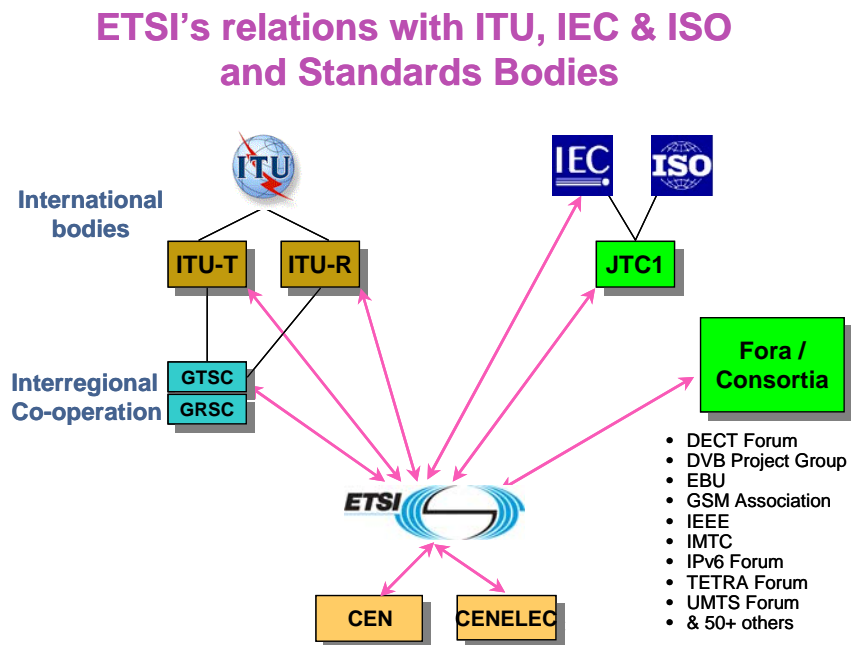 ETSI's relations with ITU, IEC & ISO
and Standards Bodies
ITU
IEC
ISO
International
bodies
ITU-T
ITU-R
JTC1
Fora /
Consortia
Interregional
Co-operation
GTSC
GRSC
• DECT Forum
• DVB Project Group
• EBU
• GSM Association
• IEEE
• IMTC
• IPv6 Forum
• TETRA Forum
• UMTS Forum
• & 50+ others
ETSI
CEN
CENELEC